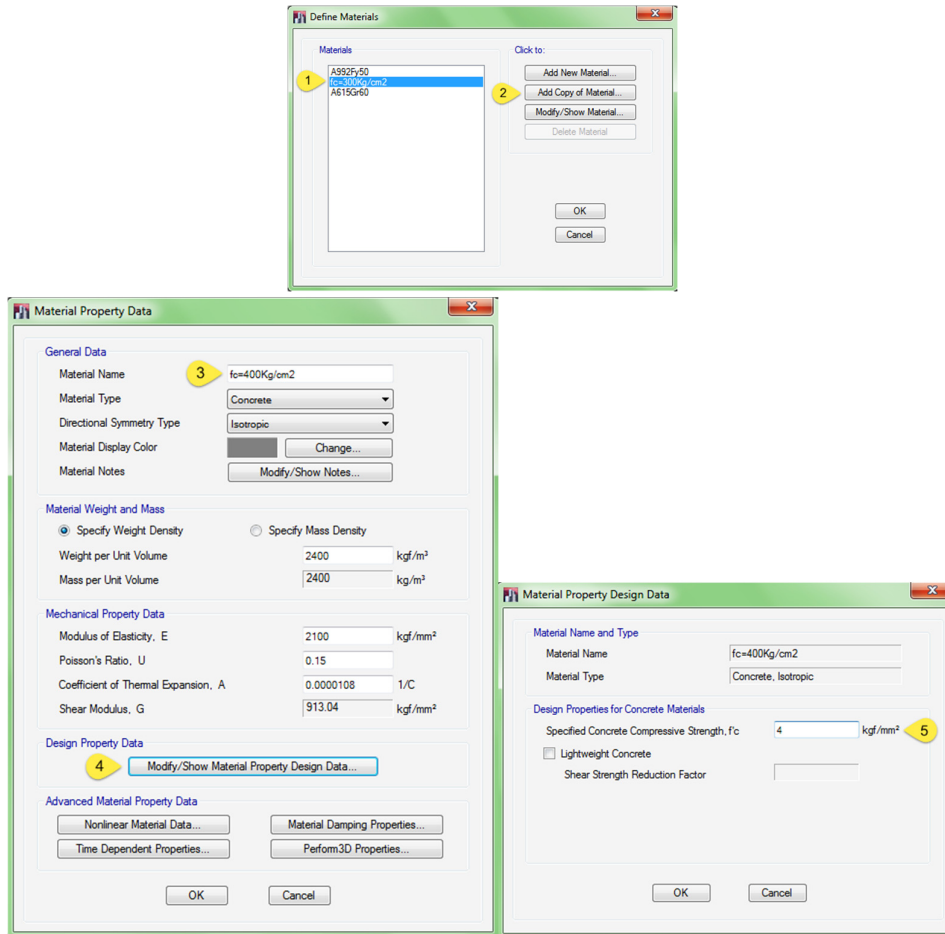 Define Materials
Materials
Click to:
A992Fy50
fc=300Kg/cm2
A615Gr60
1
2
Add New Material...
Add Copy of Material...
Modify/Show Material...
Delete Material
OK
Cancel
Material Property Data
General Data
Material Name 3 fc=400Kg/cm2
Material Type Concrete
Directional Symmetry Type Isotropic
Material Display Color Change...
Material Notes Modify/Show Notes...
Material Weight and Mass
Specify Weight Density Specify Mass Density
Weight per Unit Volume 2400 kgf/m³
Mass per Unit Volume 2400 kg/m³
Mechanical Property Data
Modulus of Elasticity, E 2100 kgf/mm²
Poisson's Ratio, U 0.15
Coefficient of Thermal Expansion, A 0.0000108 1/C
Shear Modulus, G 913.04 kgf/mm²
Design Property Data
4 Modify/Show Material Property Design Data...
Advanced Material Property Data
Nonlinear Material Data... Material Damping Properties...
Time Dependent Properties... Perform3D Properties...
OK Cancel
Material Property Design Data
Material Name and Type
Material Name fc=400Kg/cm2
Material Type Concrete, Isotropic
Design Properties for Concrete Materials
Specified Concrete Compressive Strength, f'c 4 kgf/mm² 5
Lightweight Concrete
Shear Strength Reduction Factor
OK Cancel